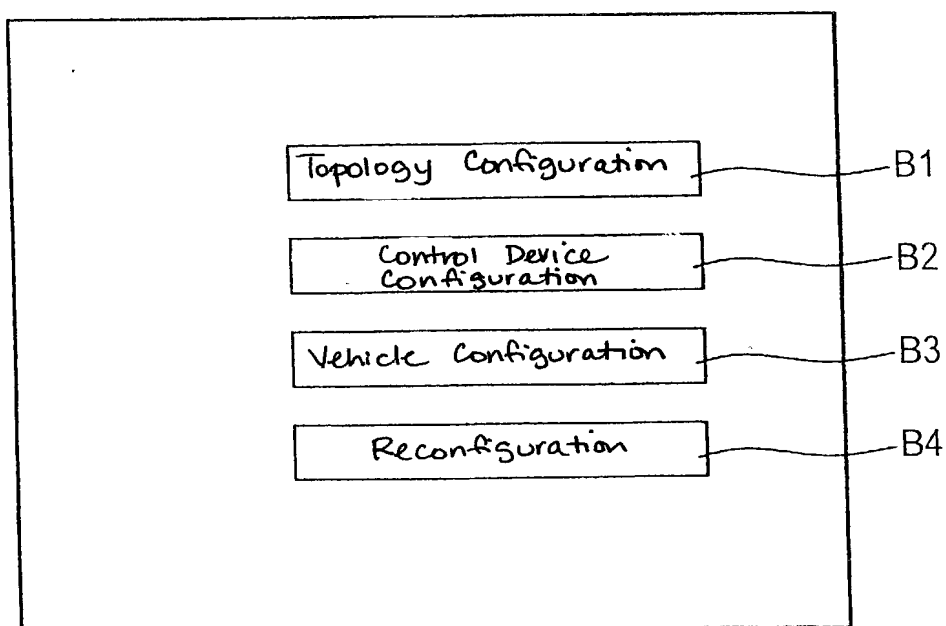 Topology Configuration
B1
Control Device
Configuration
B2
Vehicle Configuration
B3
Reconfiguration
B4